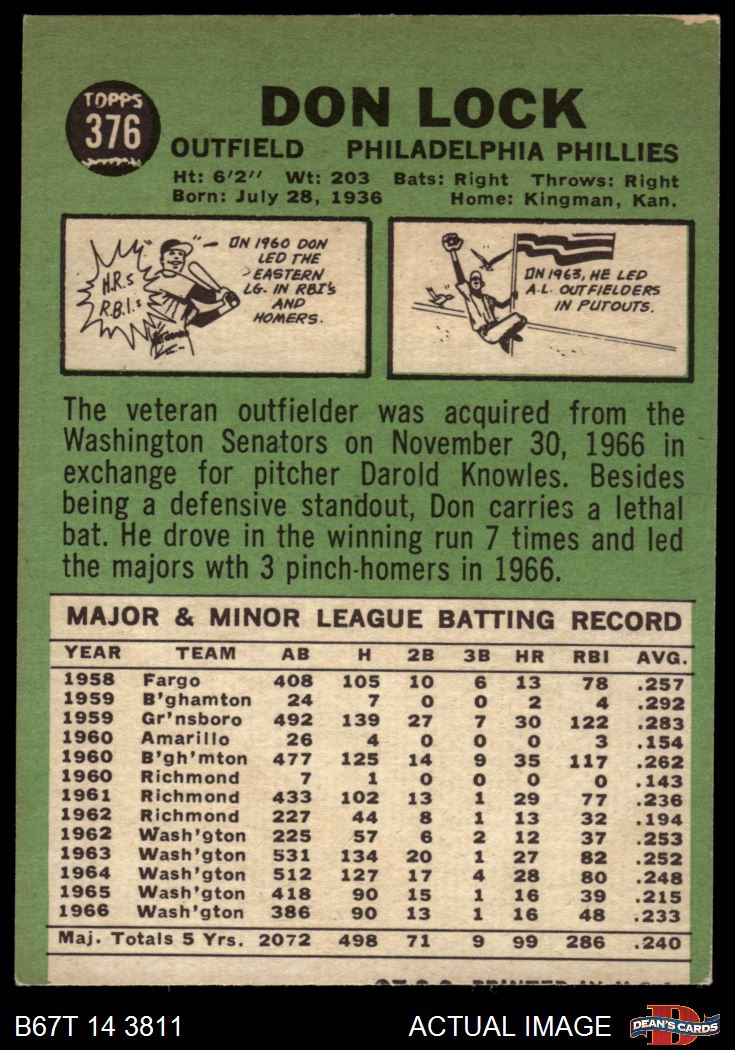 TOPPS
376
DON LOCK
OUTFIELD PHILADELPHIA PHILLIES
Ht: 6'2" Wt: 203 Bats: Right Throws: Right
Born: July 28, 1936 Home: Kingman, Kan.
H.R.s
R.B.I.s
IN 1960 DON
LED THE
EASTERN
LG. IN RBI'S
AND
HOMERS.
IN 1963, HE LED
A.L. OUTFIELDERS
IN PUTOUTS.
The veteran outfielder was acquired from the
Washington Senators on November 30, 1966 in
exchange for pitcher Darold Knowles. Besides
being a defensive standout, Don carries a lethal
bat. He drove in the winning run 7 times and led
the majors wth 3 pinch-homers in 1966.
MAJOR & MINOR LEAGUE BATTING RECORD
YEAR TEAM AB H 2B 3B HR RBI AVG.
1958 Fargo 408 105 10 6 13 78 .257
1959 B'ghamton 24 7 0 0 2 4 .292
1959 Gr'nsboro 492 139 27 7 30 122 .283
1960 Amarillo 26 4 0 0 0 3 .154
1960 B'gh'mton 477 125 14 9 35 117 .262
1960 Richmond 7 1 0 0 0 0 .143
1961 Richmond 433 102 13 1 29 77 .236
1962 Richmond 227 44 8 1 13 32 .194
1962 Wash'gton 225 57 6 2 12 37 .253
1963 Wash'gton 531 134 20 1 27 82 .252
1964 Wash'gton 512 127 17 4 28 80 .248
1965 Wash'gton 418 90 15 1 16 39 .215
1966 Wash'gton 386 90 13 1 16 48 .233
Maj. Totals 5 Yrs. 2072 498 71 9 99 286 .240
B67T 14 3811
ACTUAL IMAGE
DEAN'S CARDS